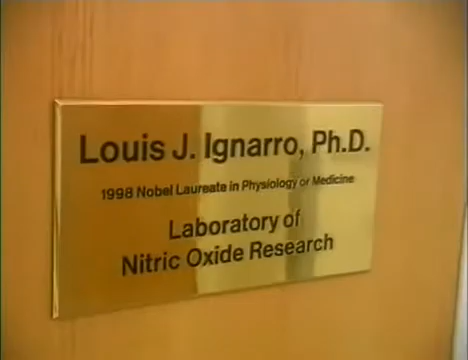 Louis J. Ignarro, Ph.D.
1998 Nobel Laureate in Physiology or Medicine
Laboratory of
Nitric Oxide Research